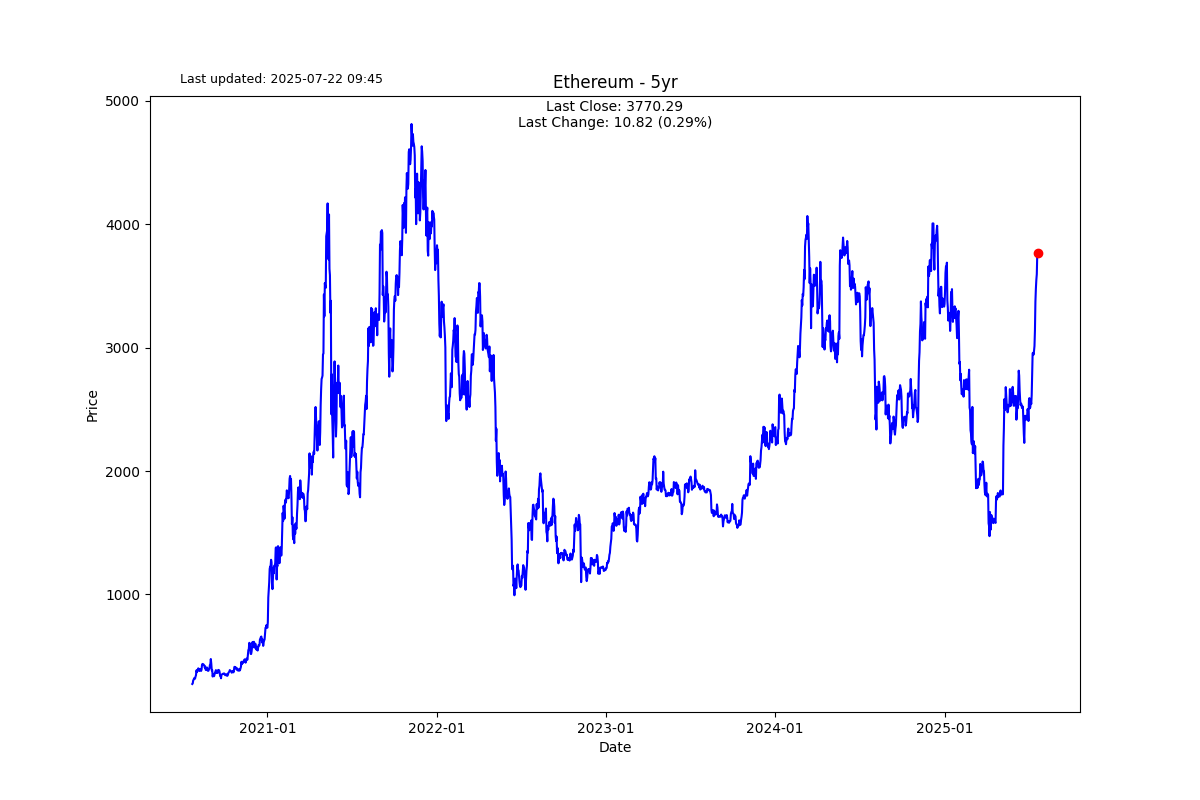 Last updated: 2025-07-22 09:45
Ethereum - 5yr
Last Close: 3770.29
Last Change: 10.82 (0.29%)
5000
4000
3000
2000
1000
Price
2021-01
2022-01
2023-01
2024-01
2025-01
Date